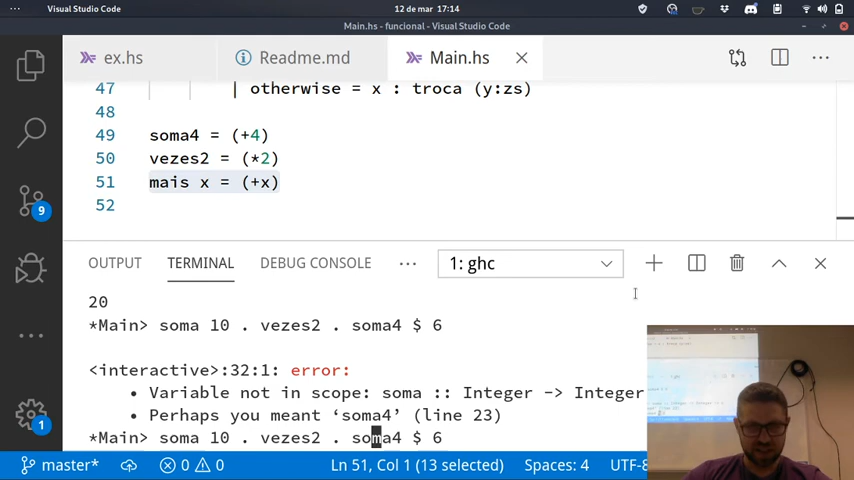 Visual Studio Code
12 de mar 17:14
Main.hs - funcional - Visual Studio Code
ex.hs
Readme.md
Main.hs
47 | otherwise = x : troca (y:zs)
48
49 soma4 = (+4)
50 vezes2 = (*2)
51 mais x = (+x)
52
OUTPUT TERMINAL DEBUG CONSOLE ··· 1: ghc
20
*Main> soma 10 . vezes2 . soma4 $ 6
<interactive>:32:1: error:
• Variable not in scope: soma :: Integer -> Integer
• Perhaps you meant ‘soma4’ (line 23)
*Main> soma 10 . vezes2 . soma4 $ 6
9
1
master* 0 0 Ln 51, Col 1 (13 selected) Spaces: 4 UTF-8